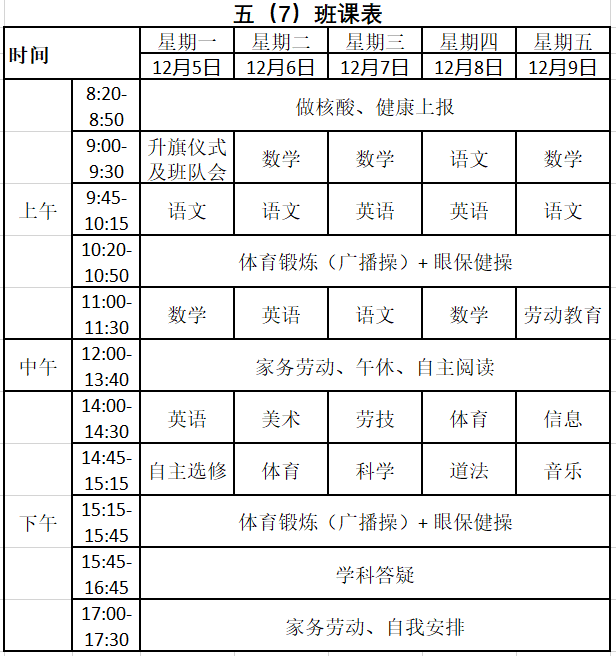 五（7）班课表
时间 星期一 星期二 星期三 星期四 星期五
12月5日 12月6日 12月7日 12月8日 12月9日
上午
8:20-
8:50
做核酸、健康上报
9:00-
9:30
升旗仪式
及班队会
数学 数学 语文 数学
9:45-
10:15
语文 语文 英语 英语 语文
10:20-
10:50
体育锻炼（广播操）+ 眼保健操
11:00-
11:30
数学 英语 语文 数学 劳动教育
中午
12:00-
13:40
家务劳动、午休、自主阅读
下午
14:00-
14:30
英语 美术 劳技 体育 信息
14:45-
15:15
自主选修 体育 科学 道法 音乐
15:15-
15:45
体育锻炼（广播操）+ 眼保健操
15:45-
16:45
学科答疑
17:00-
17:30
家务劳动、自我安排